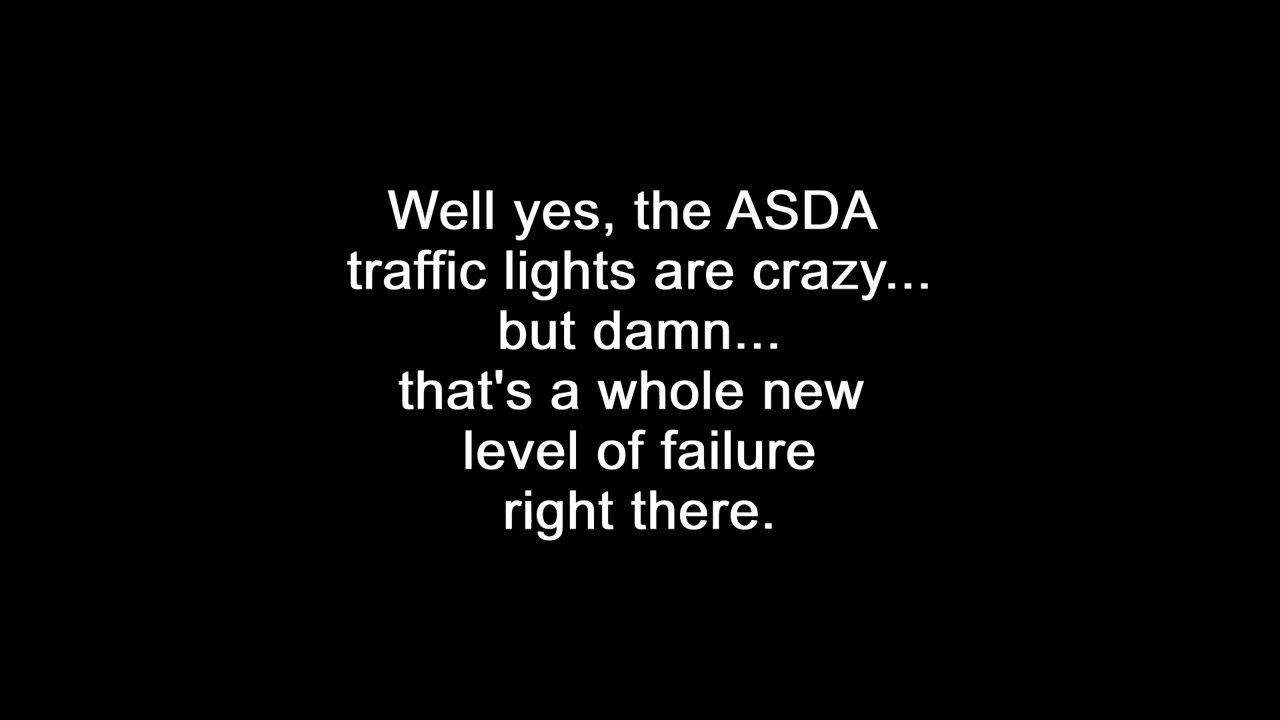 Well yes, the ASDA
traffic lights are crazy...
but damn...
that's a whole new
level of failure
right there.